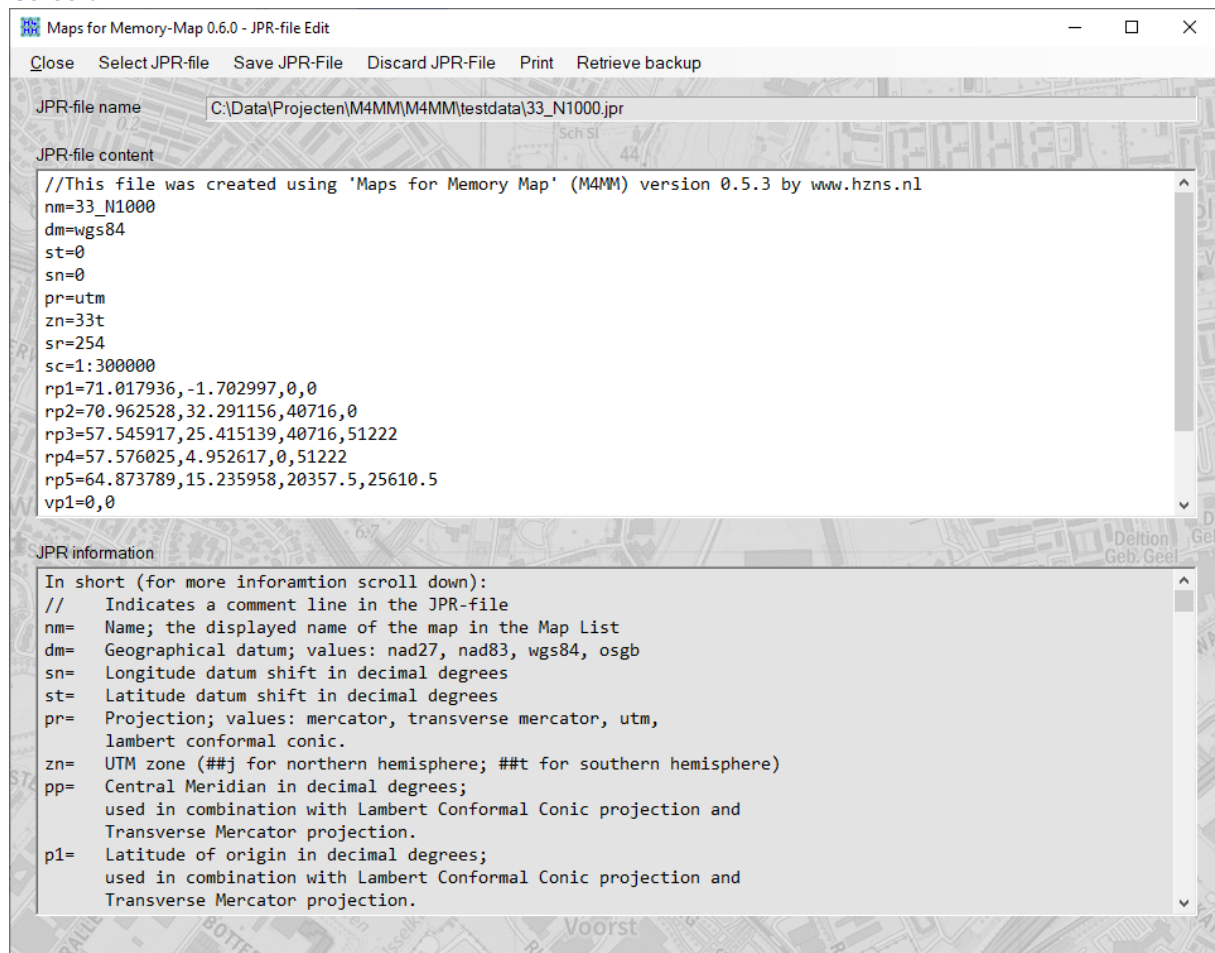 Maps for Memory-Map 0.6.0 - JPR-file Edit
Close Select JPR-file Save JPR-File Discard JPR-File Print Retrieve backup
JPR-file name C:\Data\Projecten\M4MM\M4MM\testdata\33_N1000.jpr
0.2
Sch Sl
44
JPR-file content
//This file was created using 'Maps for Memory Map' (M4MM) version 0.5.3 by www.hzns.nl
nm=33_N1000
dm=wgs84
st=0
sn=0
pr=utm
zn=33t
sr=254
sc=1:300000
rp1=71.017936,-1.702997,0,0
rp2=70.962528,32.291156,40716,0
rp3=57.545917,25.415139,40716,51222
rp4=57.576025,4.952617,0,51222
rp5=64.873789,15.235958,20357.5,25610.5
vp1=0,0
6.7
Deltion
Geb. Geel
JPR information
In short (for more inforamtion scroll down):
// Indicates a comment line in the JPR-file
nm= Name; the displayed name of the map in the Map List
dm= Geographical datum; values: nad27, nad83, wgs84, osgb
sn= Longitude datum shift in decimal degrees
st= Latitude datum shift in decimal degrees
pr= Projection; values: mercator, transverse mercator, utm,
lambert conformal conic.
zn= UTM zone (##j for northern hemisphere; ##t for southern hemisphere)
pp= Central Meridian in decimal degrees;
used in combination with Lambert Conformal Conic projection and
Transverse Mercator projection.
p1= Latitude of origin in decimal degrees;
used in combination with Lambert Conformal Conic projection and
Transverse Mercator projection.
Voorst